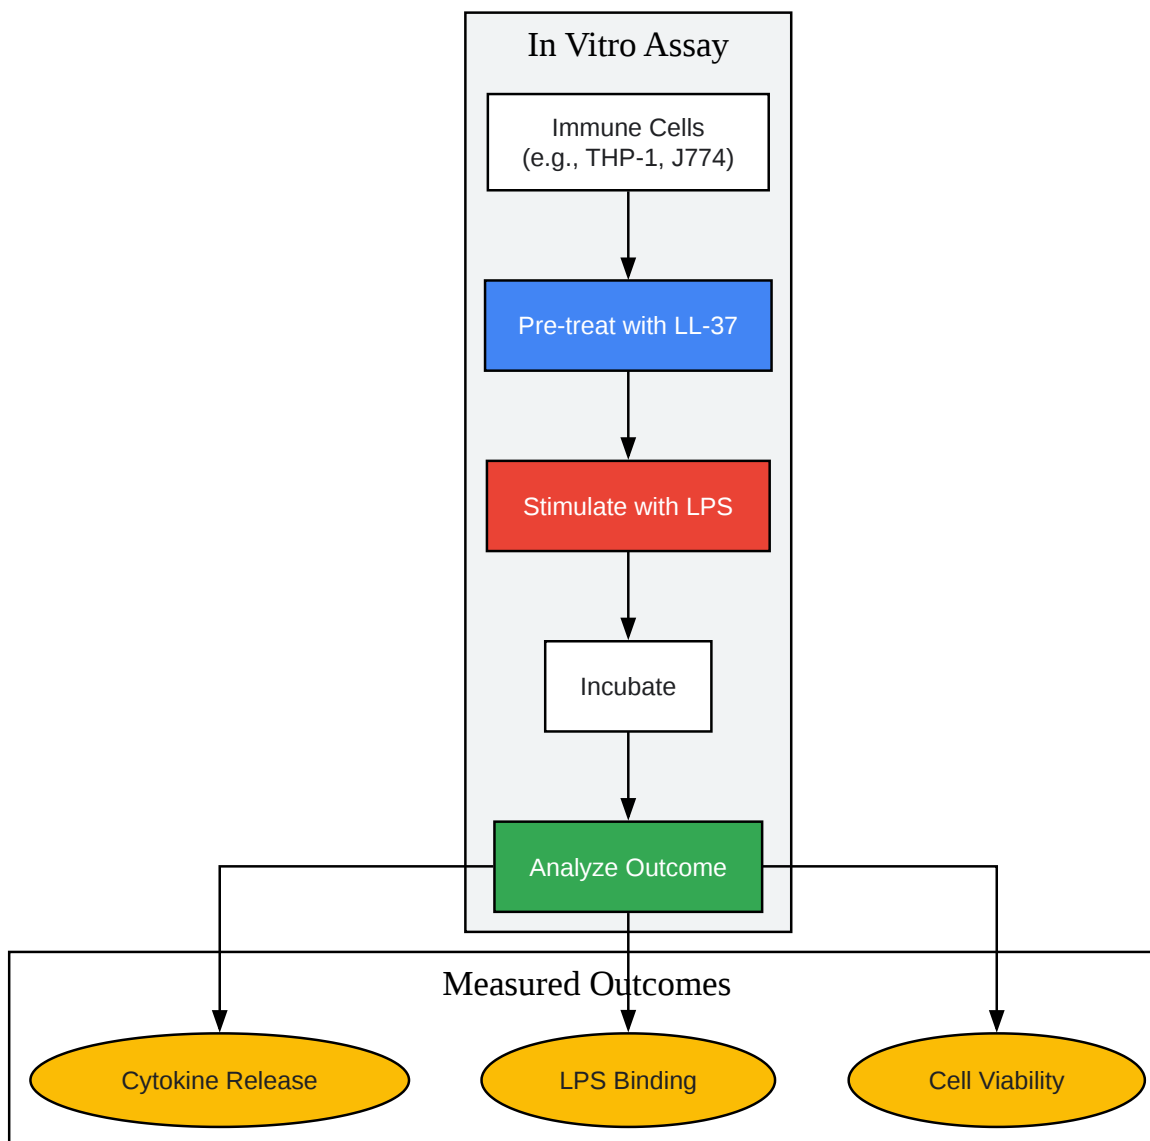 In Vitro Assay
Immune Cells
(e.g., THP-1, J774)
Pre-treat with LL-37
Stimulate with LPS
Incubate
Analyze Outcome
Measured Outcomes
Cytokine Release
LPS Binding
Cell Viability